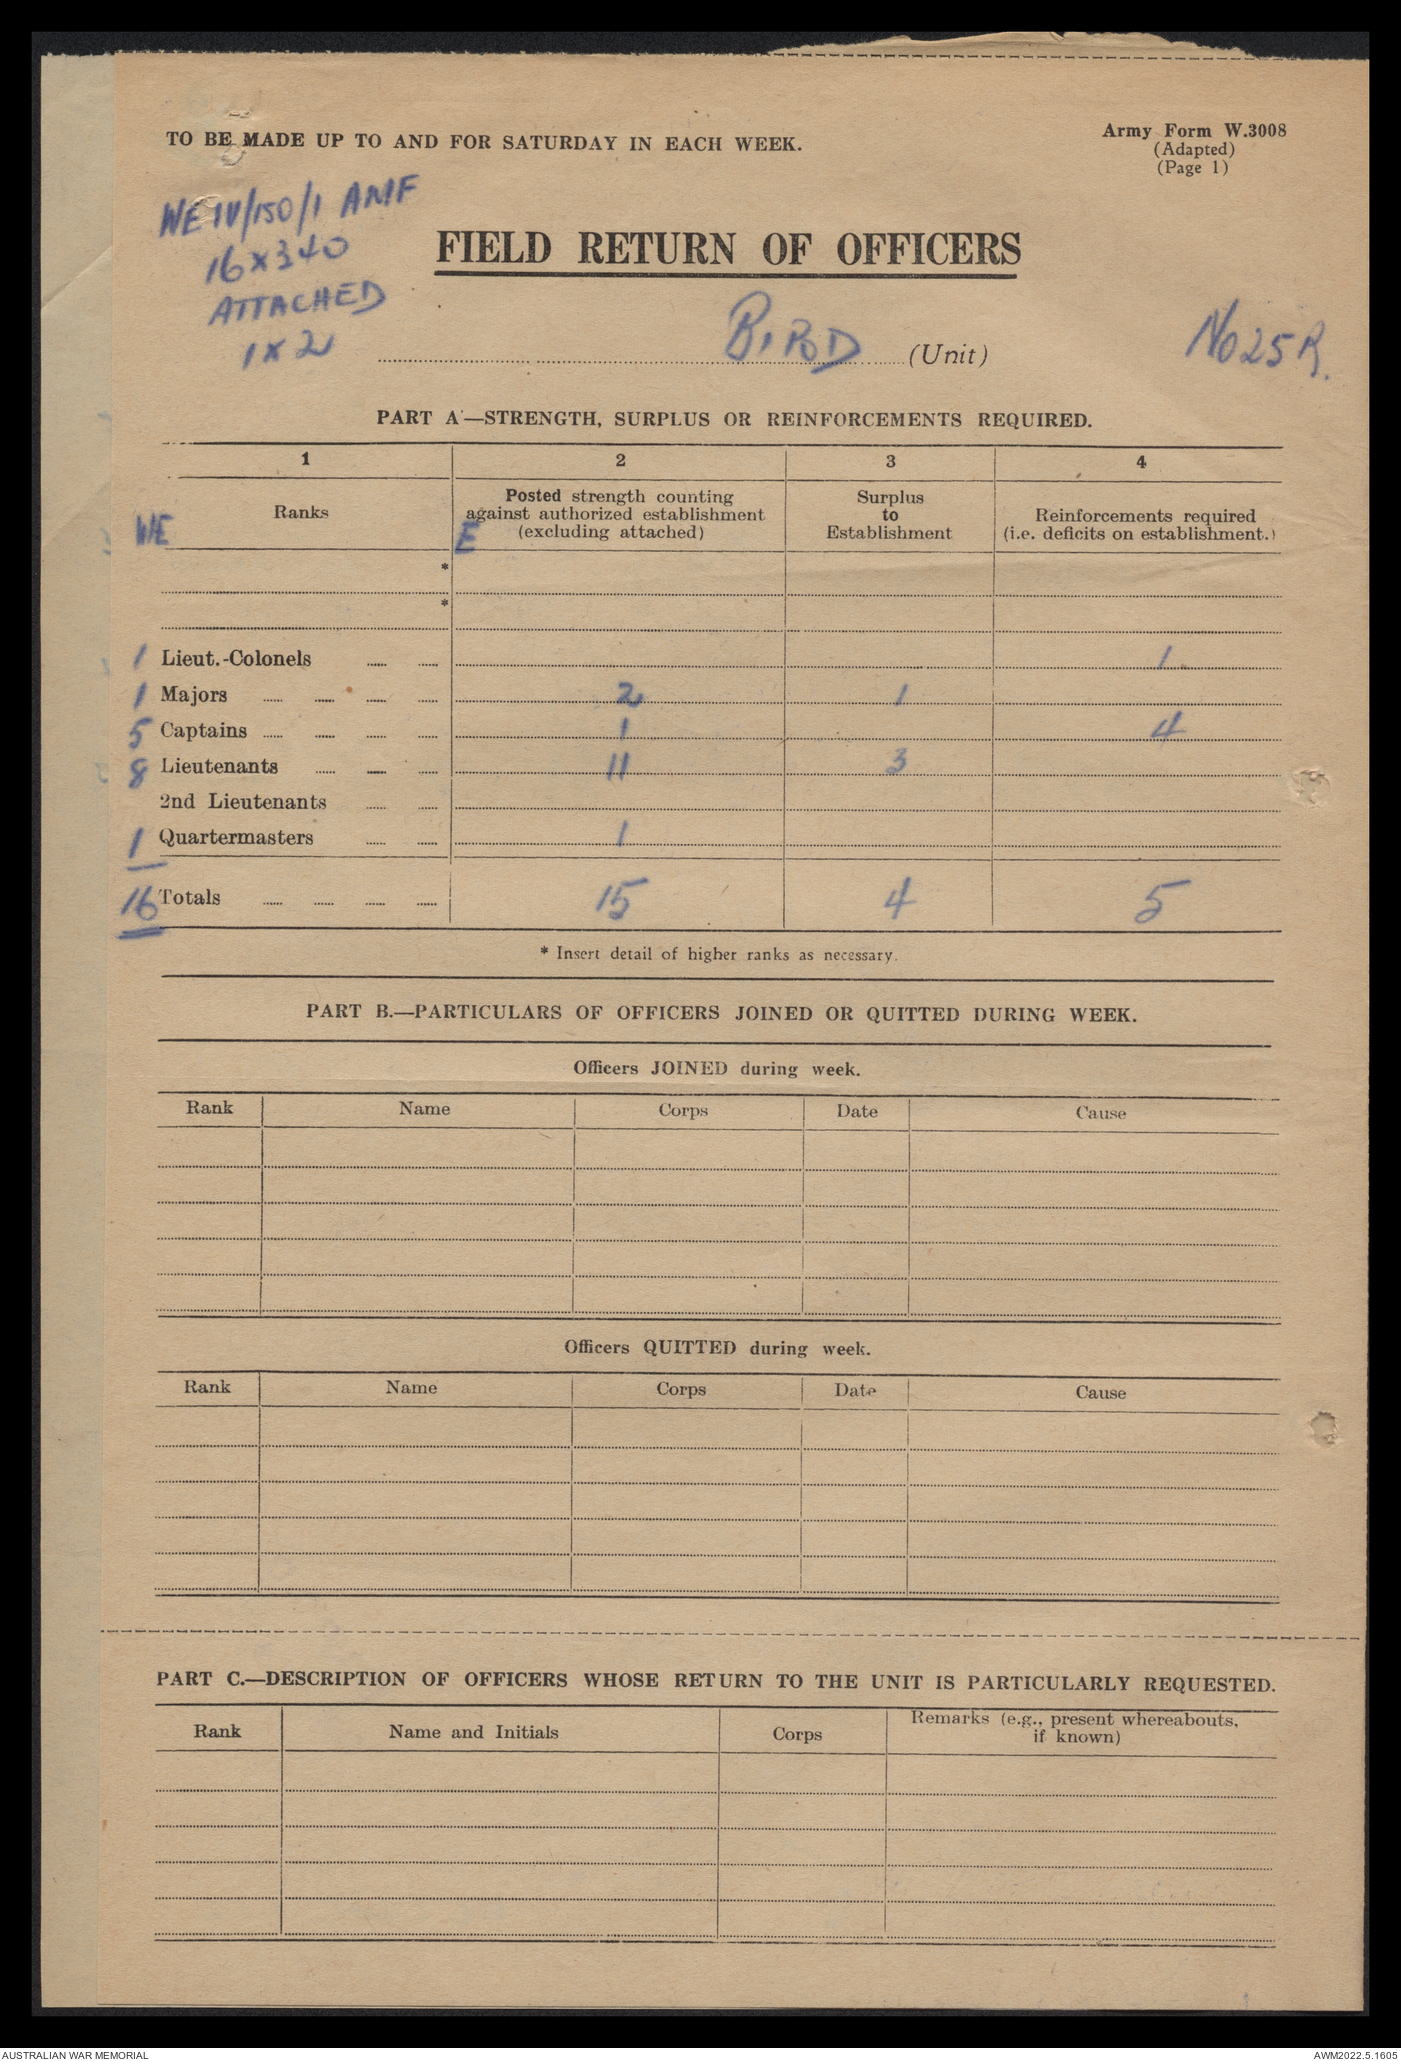 TO BE MADE UP TO AND FOR SATURDAY IN EACH WEEK.
Army Form W.3008
(Adapted)
(Page 1)
WE IV/150/1 AMF
16 x 340
ATTACHED
1 x 2
FIELD RETURN OF OFFICERS
BIPOD (Unit)
No 25R.
PART A—STRENGTH, SURPLUS OR REINFORCEMENTS REQUIRED.
1 2 3 4
WE Ranks
Posted strength counting
against authorized establishment
(excluding attached)
E
Surplus
to
Establishment
Reinforcements required
(i.e. deficits on establishment.)
*
*
1 Lieut.-Colonels ..... ..... 1
1 Majors ..... ..... ..... ..... 2 1
5 Captains ..... ..... ..... ..... 1 4
8 Lieutenants ..... ..... ..... 11 3
2nd Lieutenants ..... .....
1 Quartermasters ..... ..... 1
16 Totals ..... ..... ..... ..... 15 4 5
* Insert detail of higher ranks as necessary.
PART B.—PARTICULARS OF OFFICERS JOINED OR QUITTED DURING WEEK.
Officers JOINED during week.
Rank Name Corps Date Cause
Officers QUITTED during week.
Rank Name Corps Date Cause
PART C.—DESCRIPTION OF OFFICERS WHOSE RETURN TO THE UNIT IS PARTICULARLY REQUESTED.
Rank Name and Initials Corps
Remarks (e.g., present whereabouts,
if known)
AUSTRALIAN WAR MEMORIAL
AWM2022.5.1605